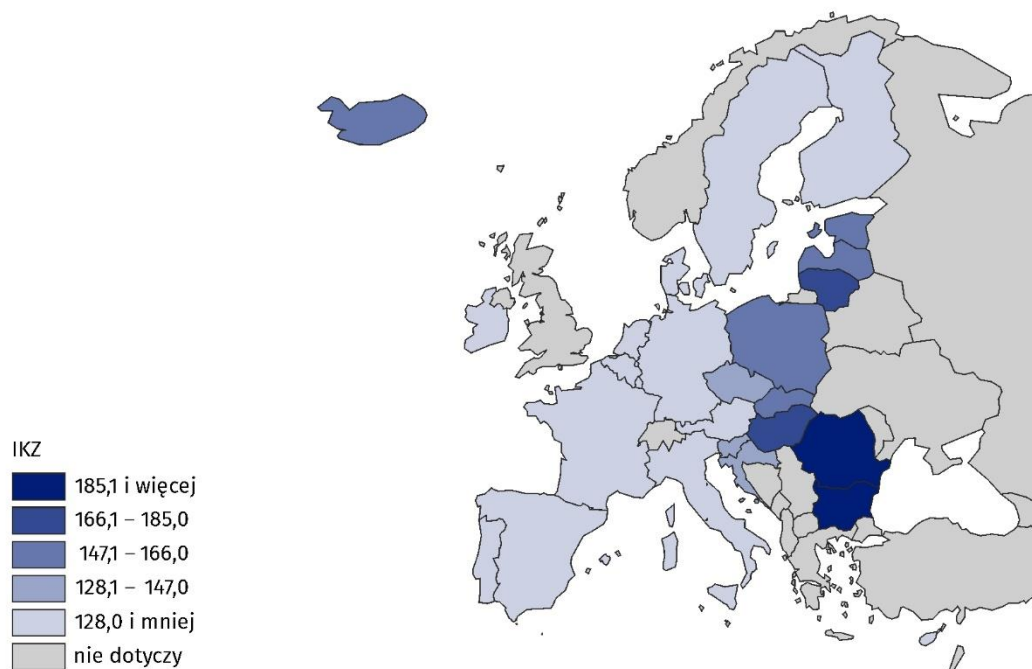 IKZ
185,1 i więcej
166,1 – 185,0
147,1 – 166,0
128,1 – 147,0
128,0 i mniej
nie dotyczy